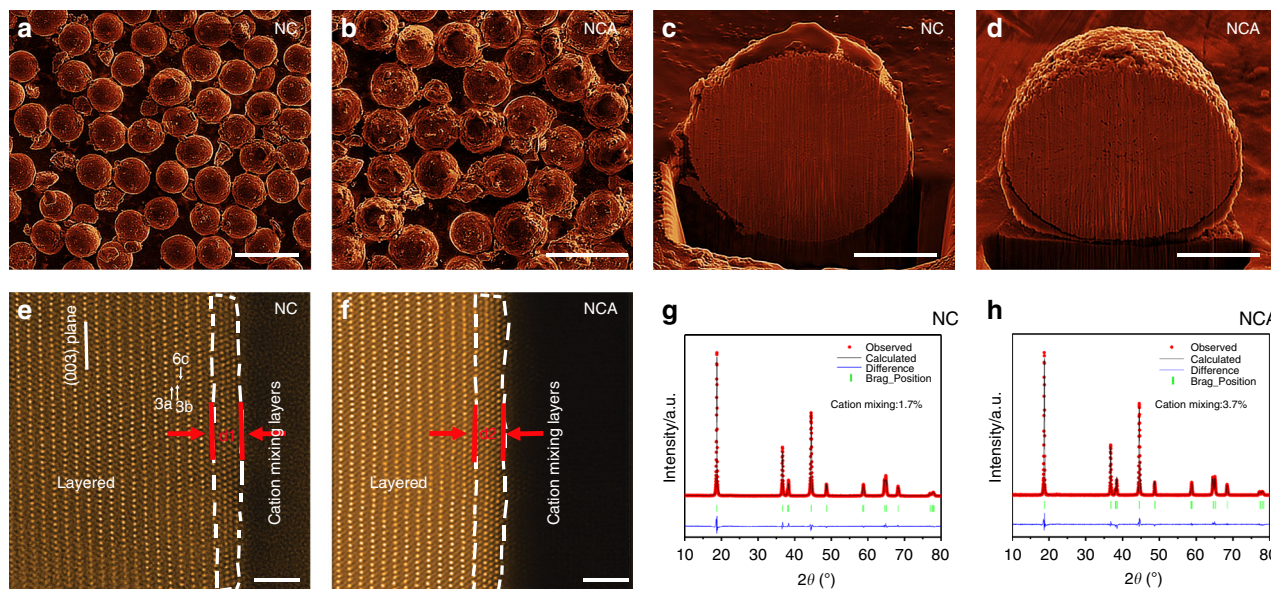 a
NC
b
NCA
c
NC
d
NCA
e
NC
(003) plane
6c
3a
3b
d1
Layered
Cation mixing layers
f
NCA
d2
Layered
Cation mixing layers
g
NC
Observed
Calculated
Difference
Brag_Position
Cation mixing:1.7%
Intensity/a.u.
10 20 30 40 50 60 70 80
2θ (°)
h
NCA
Observed
Calculated
Difference
Brag_Position
Cation mixing:3.7%
Intensity/a.u.
10 20 30 40 50 60 70 80
2θ (°)